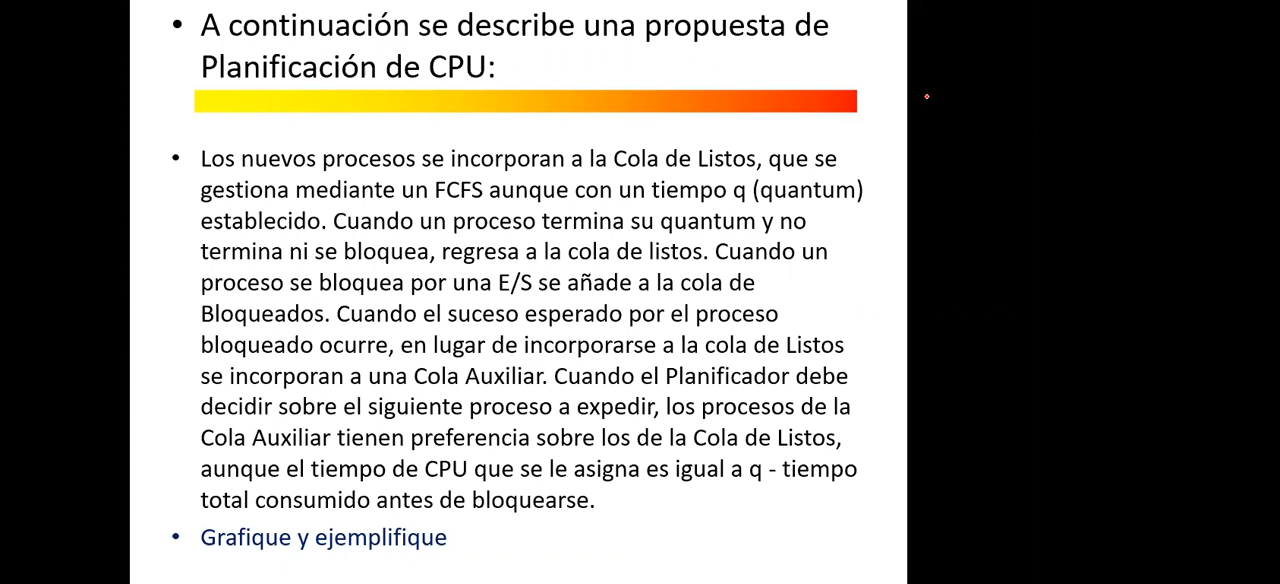 • A continuación se describe una propuesta de
Planificación de CPU:
• Los nuevos procesos se incorporan a la Cola de Listos, que se
gestiona mediante un FCFS aunque con un tiempo q (quantum)
establecido. Cuando un proceso termina su quantum y no
termina ni se bloquea, regresa a la cola de listos. Cuando un
proceso se bloquea por una E/S se añade a la cola de
Bloqueados. Cuando el suceso esperado por el proceso
bloqueado ocurre, en lugar de incorporarse a la cola de Listos
se incorporan a una Cola Auxiliar. Cuando el Planificador debe
decidir sobre el siguiente proceso a expedir, los procesos de la
Cola Auxiliar tienen preferencia sobre los de la Cola de Listos,
aunque el tiempo de CPU que se le asigna es igual a q - tiempo
total consumido antes de bloquearse.
• Grafique y ejemplifique